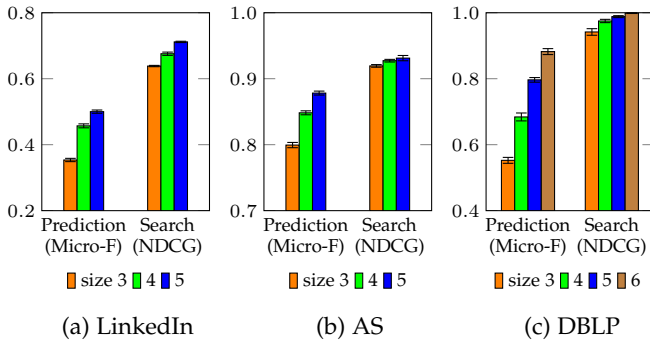 0.8
0.6
0.4
0.2
Prediction Search
(Micro-F) (NDCG)
size 3 4 5
(a) LinkedIn
1.0
0.9
0.8
0.7
Prediction Search
(Micro-F) (NDCG)
size 3 4 5
(b) AS
1.0
0.8
0.6
0.4
Prediction Search
(Micro-F) (NDCG)
size 3 4 5 6
(c) DBLP